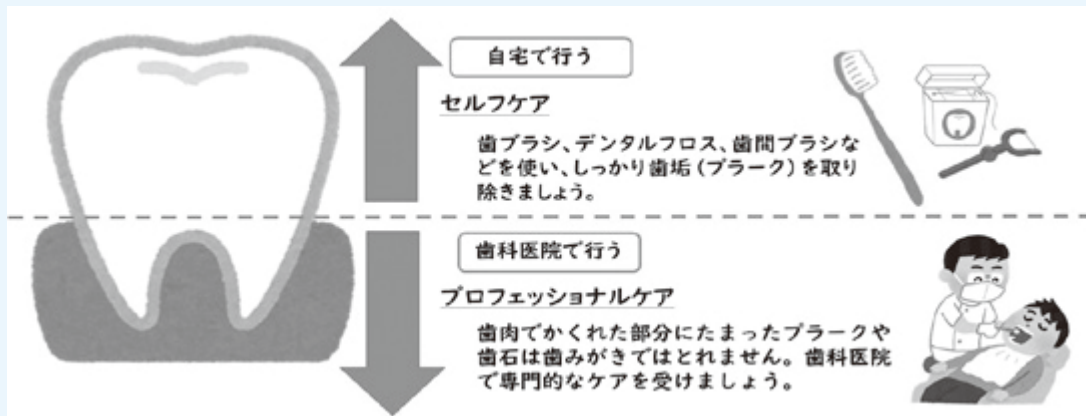 自宅で行う
セルフケア
歯ブラシ、デンタルフロス、歯間ブラシな
どを使い、しっかり歯垢(プラーク)を取り
除きましょう。
歯科医院で行う
プロフェッショナルケア
歯肉でかくれた部分にたまったプラークや
歯石は歯みがきではとれません。歯科医院
で専門的なケアを受けましょう。